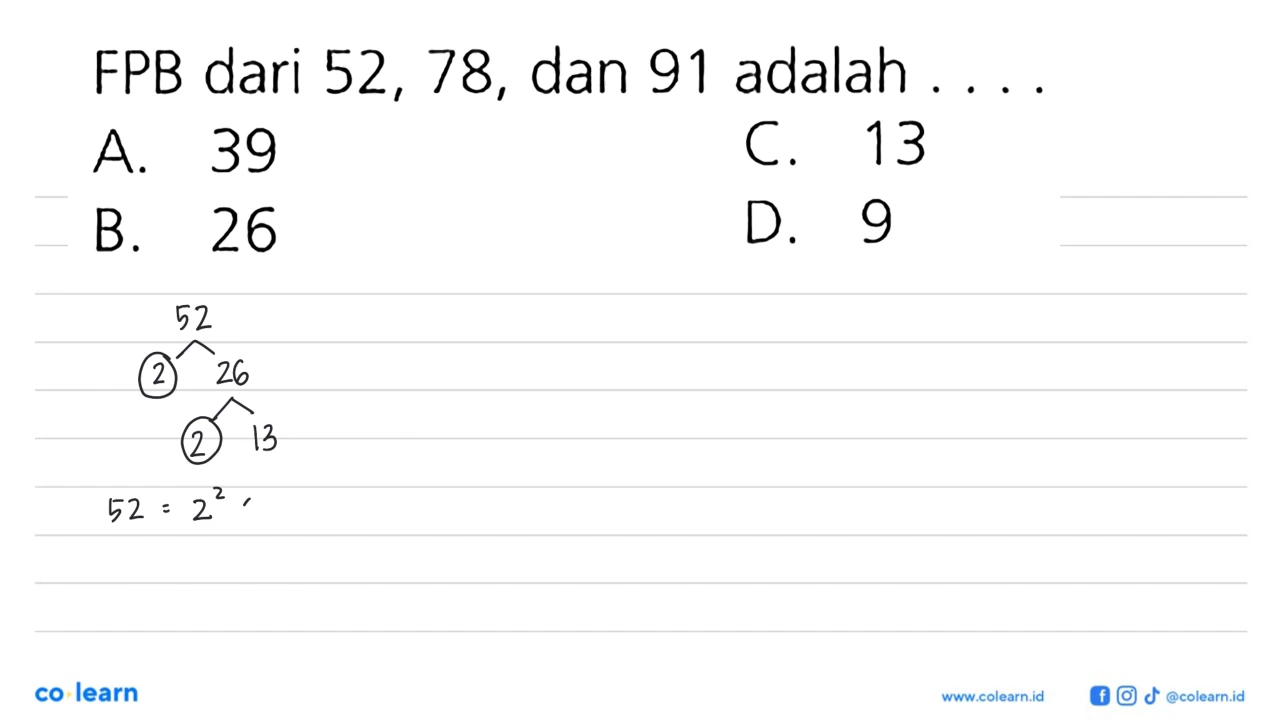 FPB dari 52, 78, dan 91 adalah . . . .
A. 39
C. 13
B. 26
D. 9
52
2 26
2 13
52 = 2²
co learn
www.colearn.id @colearn.id